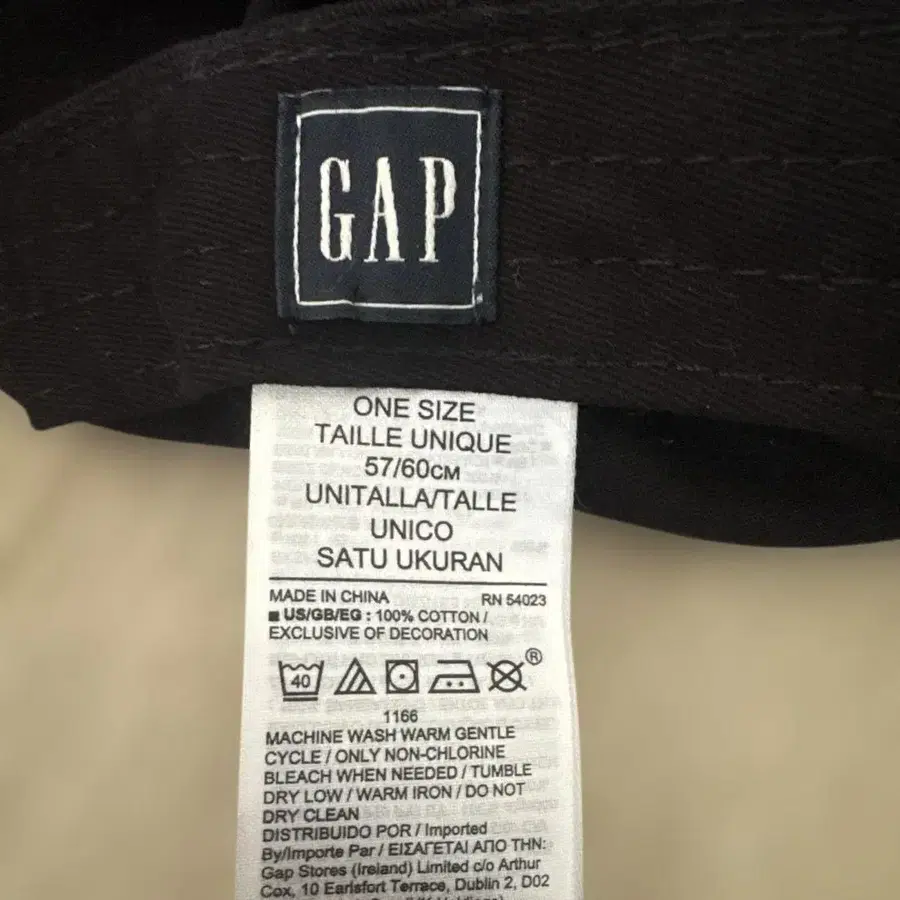 GAP
ONE SIZE
TAILLE UNIQUE
57/60CM
UNITALLA/TALLE
UNICO
SATU UKURAN
MADE IN CHINA RN 54023
US/GB/EG : 100% COTTON /
EXCLUSIVE OF DECORATION
40 ®
1166
MACHINE WASH WARM GENTLE
CYCLE / ONLY NON-CHLORINE
BLEACH WHEN NEEDED / TUMBLE
DRY LOW / WARM IRON / DO NOT
DRY CLEAN
DISTRIBUIDO POR / Imported
By/Importe Par / ΕΙΣΑΓΕΤΑΙ ΑΠΟ ΤΗΝ:
Gap Stores (Ireland) Limited c/o Arthur
Cox, 10 Earlsfort Terrace, Dublin 2, D02